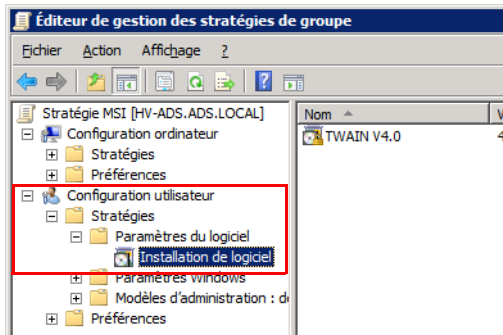 Éditeur de gestion des stratégies de groupe
Fichier Action Affichage ?
Stratégie MSI [HV-ADS.ADS.LOCAL]
Configuration ordinateur
Stratégies
Préférences
Configuration utilisateur
Stratégies
Paramètres du logiciel
Installation de logiciel
Paramètres Windows
Modèles d'administration : d
Préférences
Nom
TWAIN V4.0